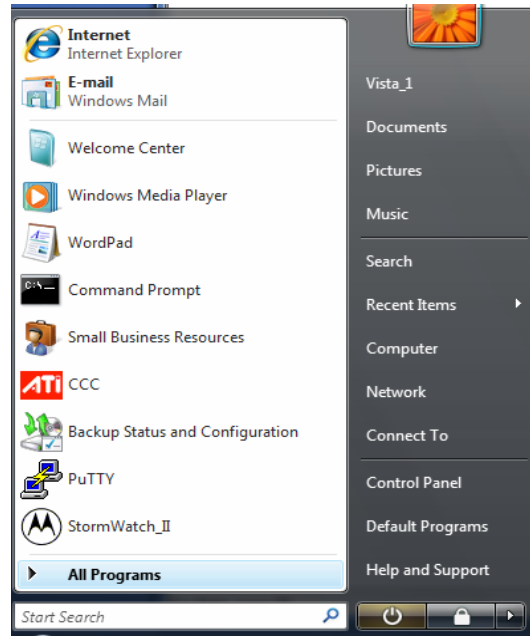 Internet
Internet Explorer
E-mail
Windows Mail
Welcome Center
Windows Media Player
WordPad
C:\_
Command Prompt
Small Business Resources
ATI CCC
Backup Status and Configuration
PuTTY
StormWatch_II
All Programs
Start Search
Vista_1
Documents
Pictures
Music
Search
Recent Items
Computer
Network
Connect To
Control Panel
Default Programs
Help and Support